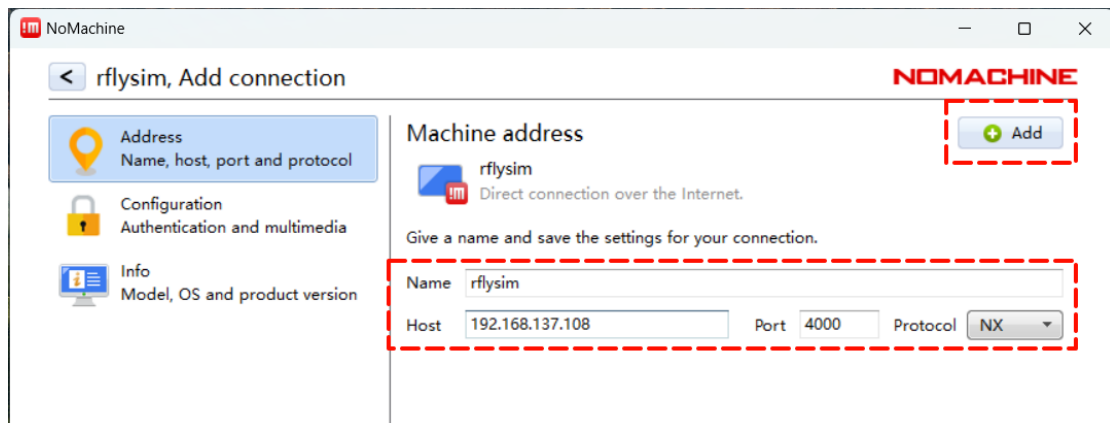 NoMachine
rflysim, Add connection
NOMACHINE
Address
Name, host, port and protocol
Configuration
Authentication and multimedia
Info
Model, OS and product version
Machine address
Add
rflysim
Direct connection over the Internet.
Give a name and save the settings for your connection.
Name rflysim
Host 192.168.137.108 Port 4000 Protocol NX